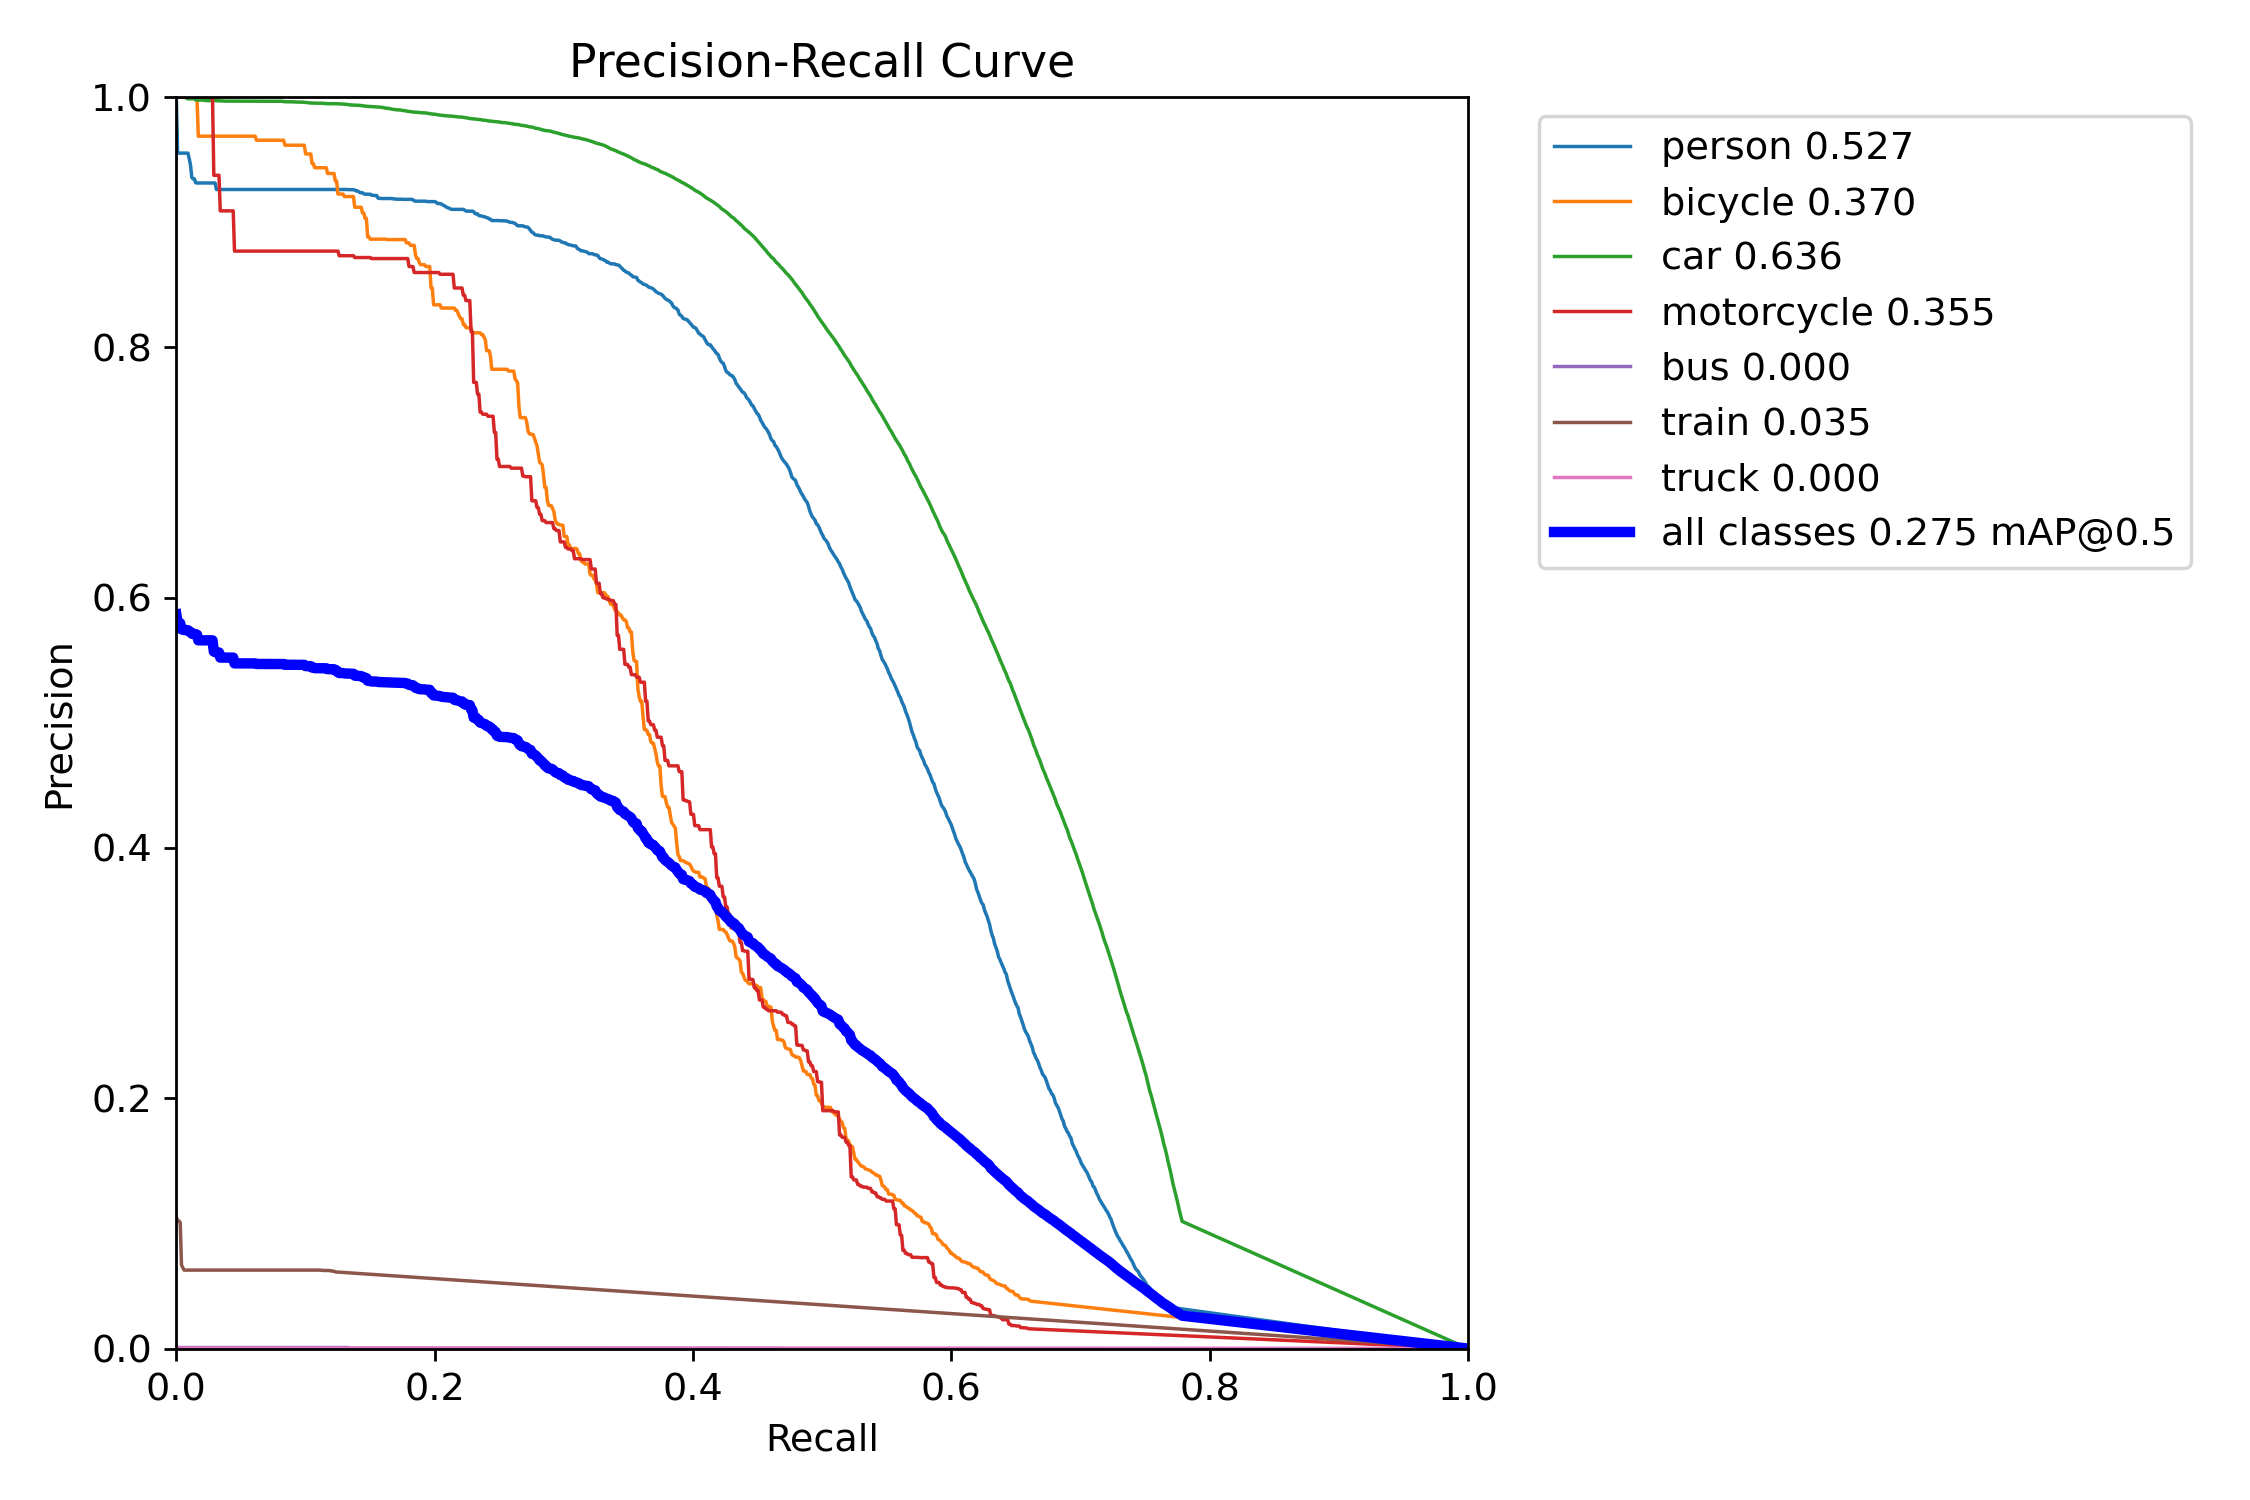 Precision-Recall Curve
1.0
0.8
0.6
0.4
0.2
0.0
Precision
0.0 0.2 0.4 0.6 0.8 1.0
Recall
person 0.527
bicycle 0.370
car 0.636
motorcycle 0.355
bus 0.000
train 0.035
truck 0.000
all classes 0.275 mAP@0.5